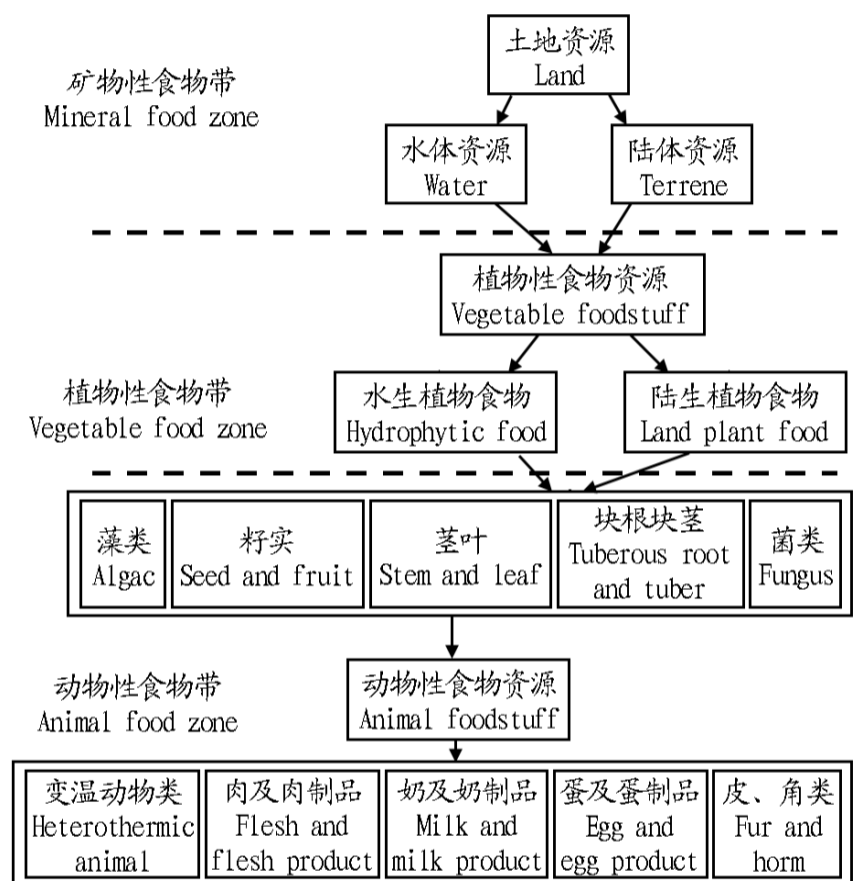 土地资源
Land
矿物性食物带
Mineral food zone
水体资源
Water
陆体资源
Terrene
植物性食物资源
Vegetable foodstuff
植物性食物带
Vegetable food zone
水生植物食物
Hydrophytic food
陆生植物食物
Land plant food
藻类
Algac
籽实
Seed and fruit
茎叶
Stem and leaf
块根块茎
Tuberous root
and tuber
菌类
Fungus
动物性食物带
Animal food zone
动物性食物资源
Animal foodstuff
变温动物类
Heterothermic
animal
肉及肉制品
Flesh and
flesh product
奶及奶制品
Milk and
milk product
蛋及蛋制品
Egg and
egg product
皮、角类
Fur and
horm